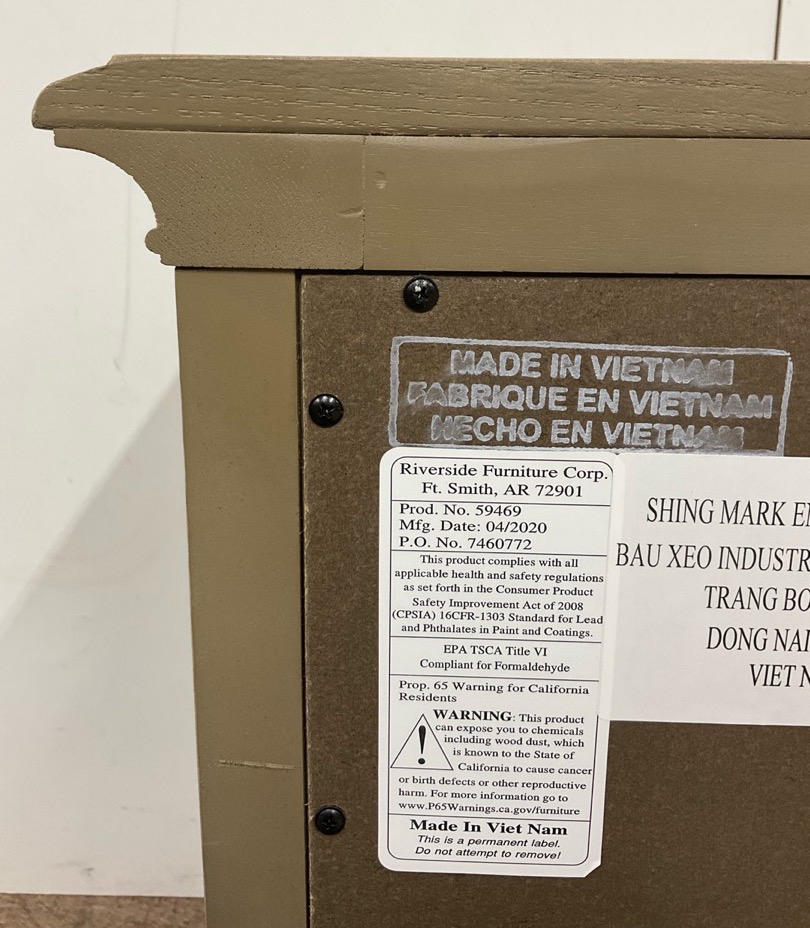 MADE IN VIETNAM
FABRIQUE EN VIETNAM
HECHO EN VIETNAM
Riverside Furniture Corp.
Ft. Smith, AR 72901
Prod. No. 59469
Mfg. Date: 04/2020
P.O. No. 7460772
This product complies with all
applicable health and safety regulations
as set forth in the Consumer Product
Safety Improvement Act of 2008
(CPSIA) 16CFR-1303 Standard for Lead
and Phthalates in Paint and Coatings.
EPA TSCA Title VI
Compliant for Formaldehyde
Prop. 65 Warning for California
Residents
WARNING: This product
can expose you to chemicals
including wood dust, which
is known to the State of
California to cause cancer
or birth defects or other reproductive
harm. For more information go to
www.P65Warnings.ca.gov/furniture
Made In Viet Nam
This is a permanent label.
Do not attempt to remove!
SHING MARK
BAU XEO
TRANG
DONG NAI
VIET